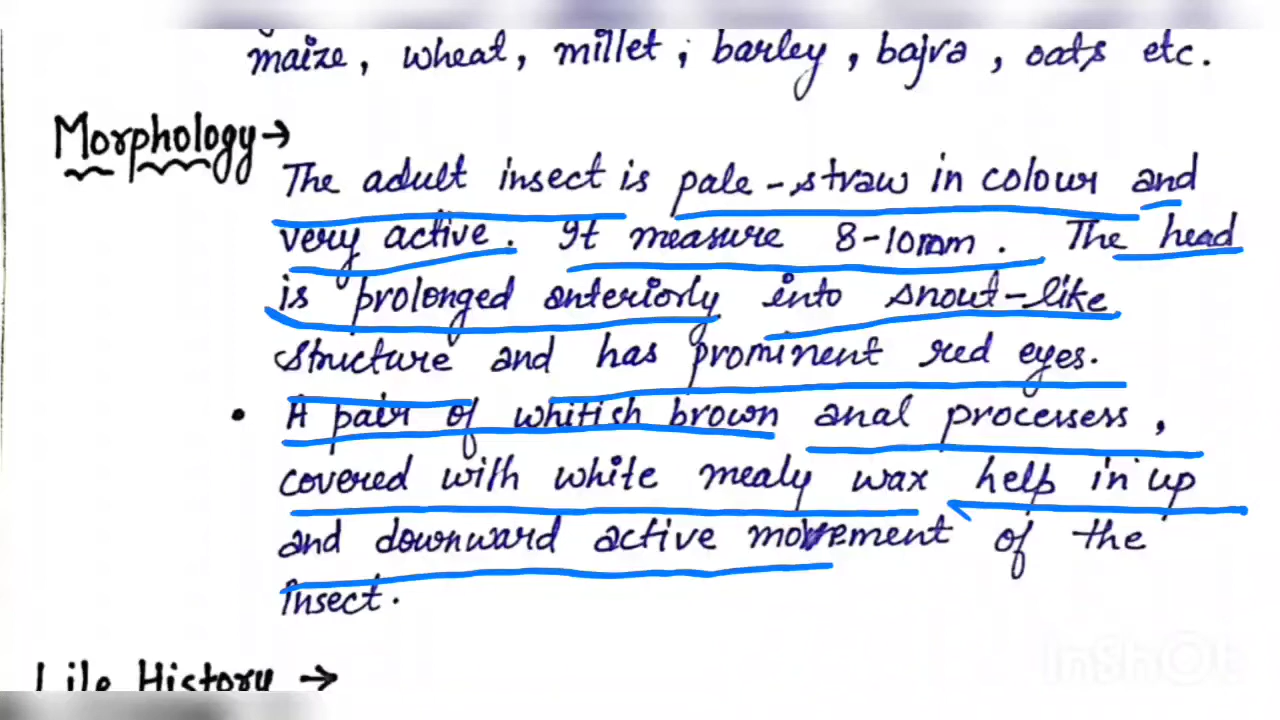 maize, wheat, millet, barley, bajra, oats etc.
Morphology →
The adult insect is pale-straw in colour and
very active. It measure 8-10mm. The head
is prolonged anteriorly into snout-like
structure and has prominent red eyes.
• A pair of whitish brown anal processess,
covered with white mealy wax help in up
and downward active movement of the
insect.
Life History →
InShOt